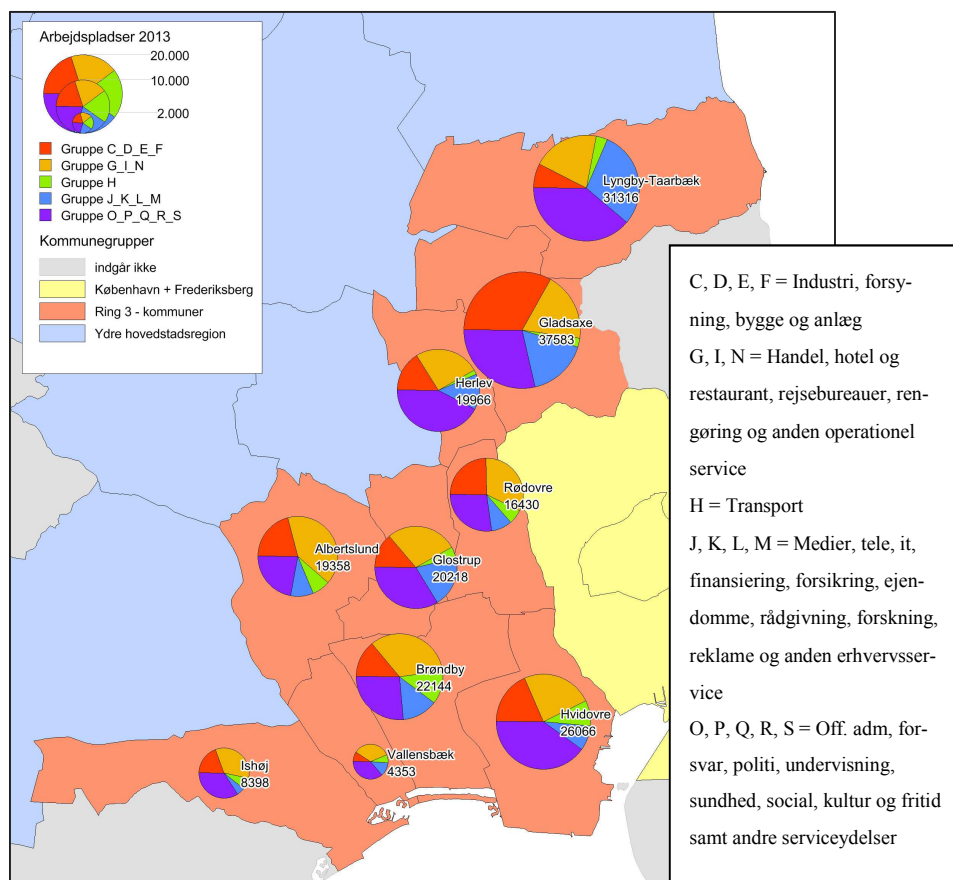 Arbejdspladser 2013
20.000
10.000
2.000
Gruppe C_D_E_F
Gruppe G_I_N
Gruppe H
Gruppe J_K_L_M
Gruppe O_P_Q_R_S
Kommunegrupper
indgår ikke
København + Frederiksberg
Ring 3 - kommuner
Ydre hovedstadsregion
Lyngby-Taarbæk
31316
Gladsaxe
37583
Herlev
19966
Rødovre
16430
Albertslund
19358
Glostrup
20218
Brøndby
22144
Hvidovre
26066
Vallensbæk
4353
Ishøj
8398
C, D, E, F = Industri, forsy-
ning, bygge og anlæg
G, I, N = Handel, hotel og
restaurant, rejsebureauer, ren-
gøring og anden operationel
service
H = Transport
J, K, L, M = Medier, tele, it,
finansiering, forsikring, ejen-
domme, rådgivning, forskning,
reklame og anden erhvervsser-
vice
O, P, Q, R, S = Off. adm, for-
svar, politi, undervisning,
sundhed, social, kultur og fritid
samt andre serviceydelser